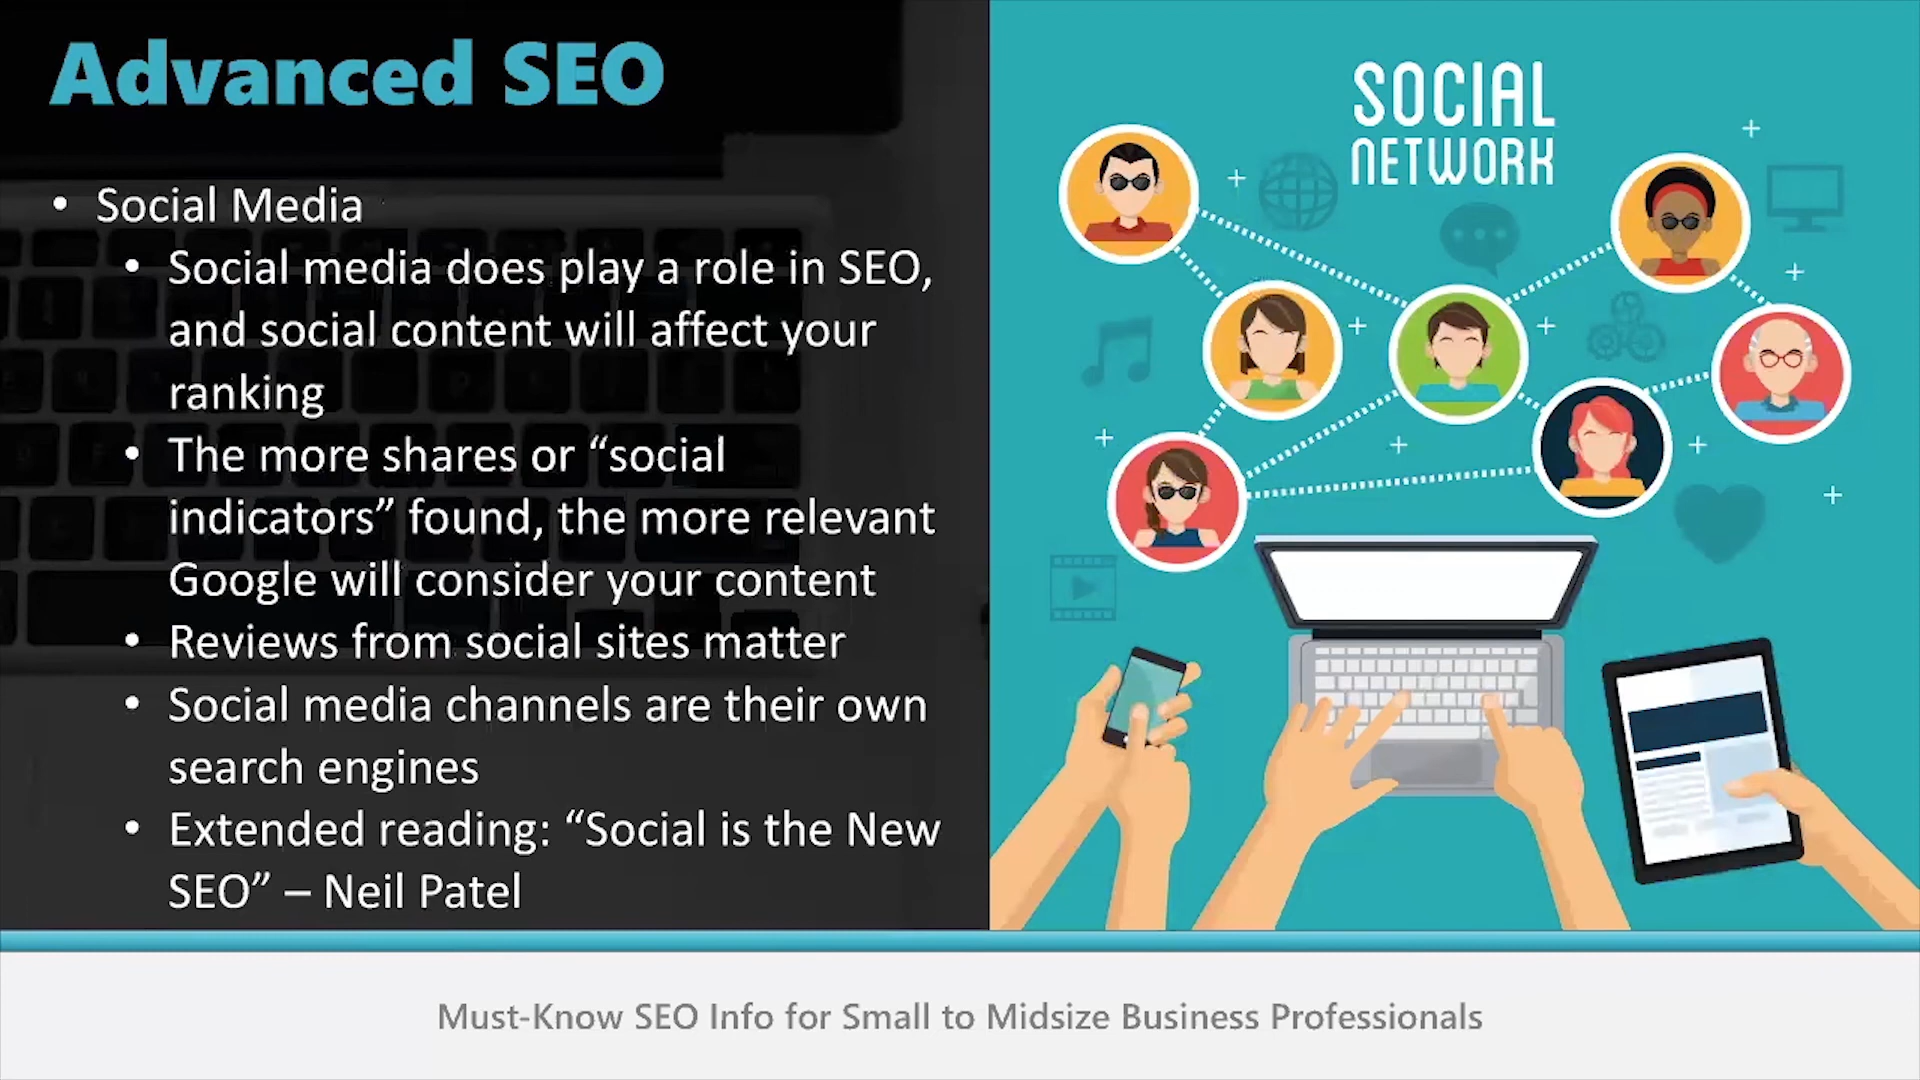 Advanced SEO
• Social Media
• Social media does play a role in SEO,
and social content will affect your
ranking
• The more shares or “social
indicators” found, the more relevant
Google will consider your content
• Reviews from social sites matter
• Social media channels are their own
search engines
• Extended reading: “Social is the New
SEO” – Neil Patel
SOCIAL
NETWORK
Must-Know SEO Info for Small to Midsize Business Professionals